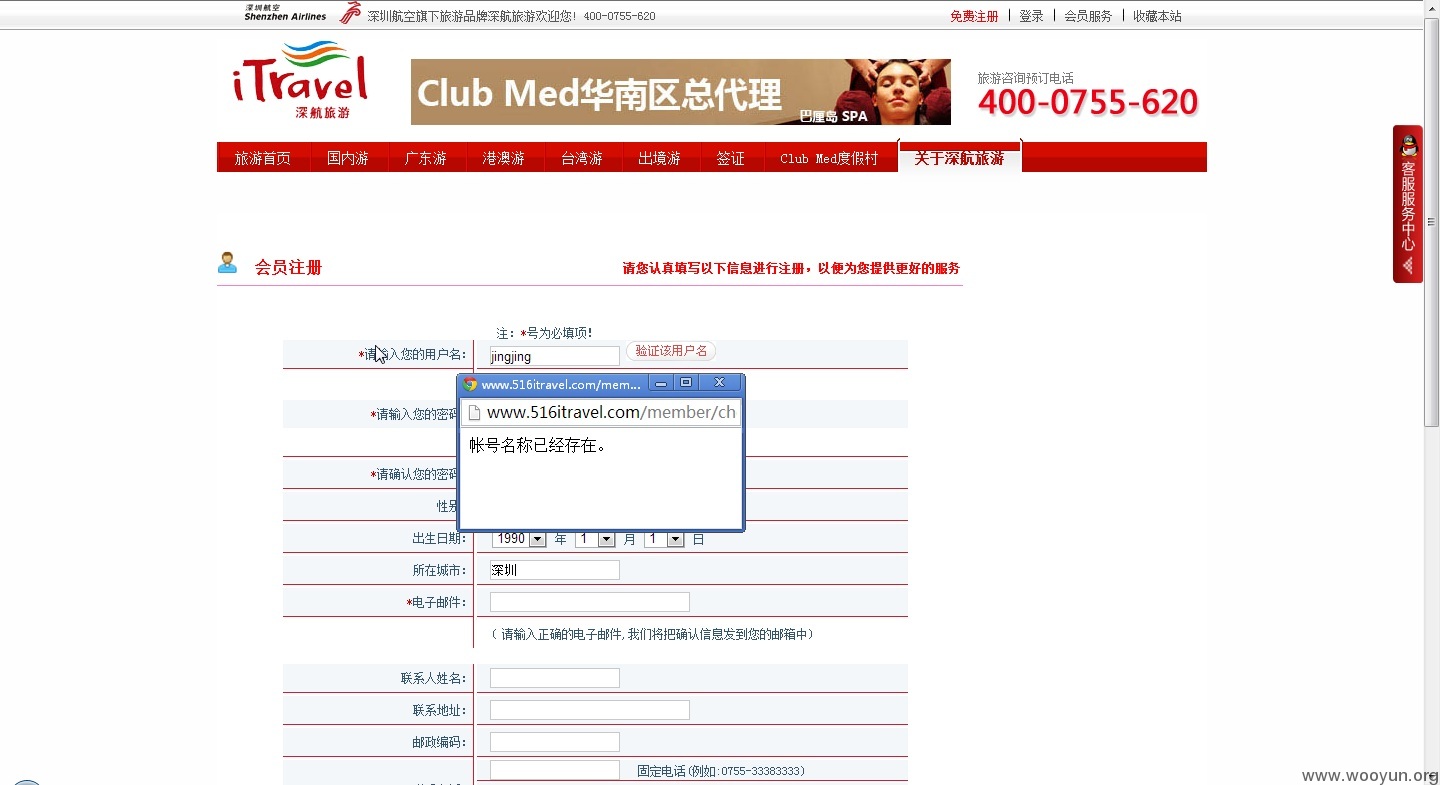 深圳航空
Shenzhen Airlines
深圳航空旗下旅游品牌深航旅游欢迎您! 400-0755-620
免费注册 登录 会员服务 收藏本站
iTravel
深航旅游
Club Med华南区总代理
巴厘岛 SPA
旅游咨询预订电话
400-0755-620
旅游首页 国内游 广东游 港澳游 台湾游 出境游 签证 Club Med度假村 关于深航旅游
客服服务中心
会员注册
请您认真填写以下信息进行注册，以便为您提供更好的服务
注：*号为必填项!
*请输入您的用户名: jingjing 验证该用户名
www.516itravel.com/mem...
www.516itravel.com/member/ch
帐号名称已经存在。
*请输入您的密码
*请确认您的密码
性别
出生日期: 1990 年 1 月 1 日
所在城市: 深圳
*电子邮件:
( 请输入正确的电子邮件,我们将把确认信息发到您的邮箱中)
联系人姓名:
联系地址:
邮政编码:
固定电话(例如:0755-33383333)
www.wooyun.org